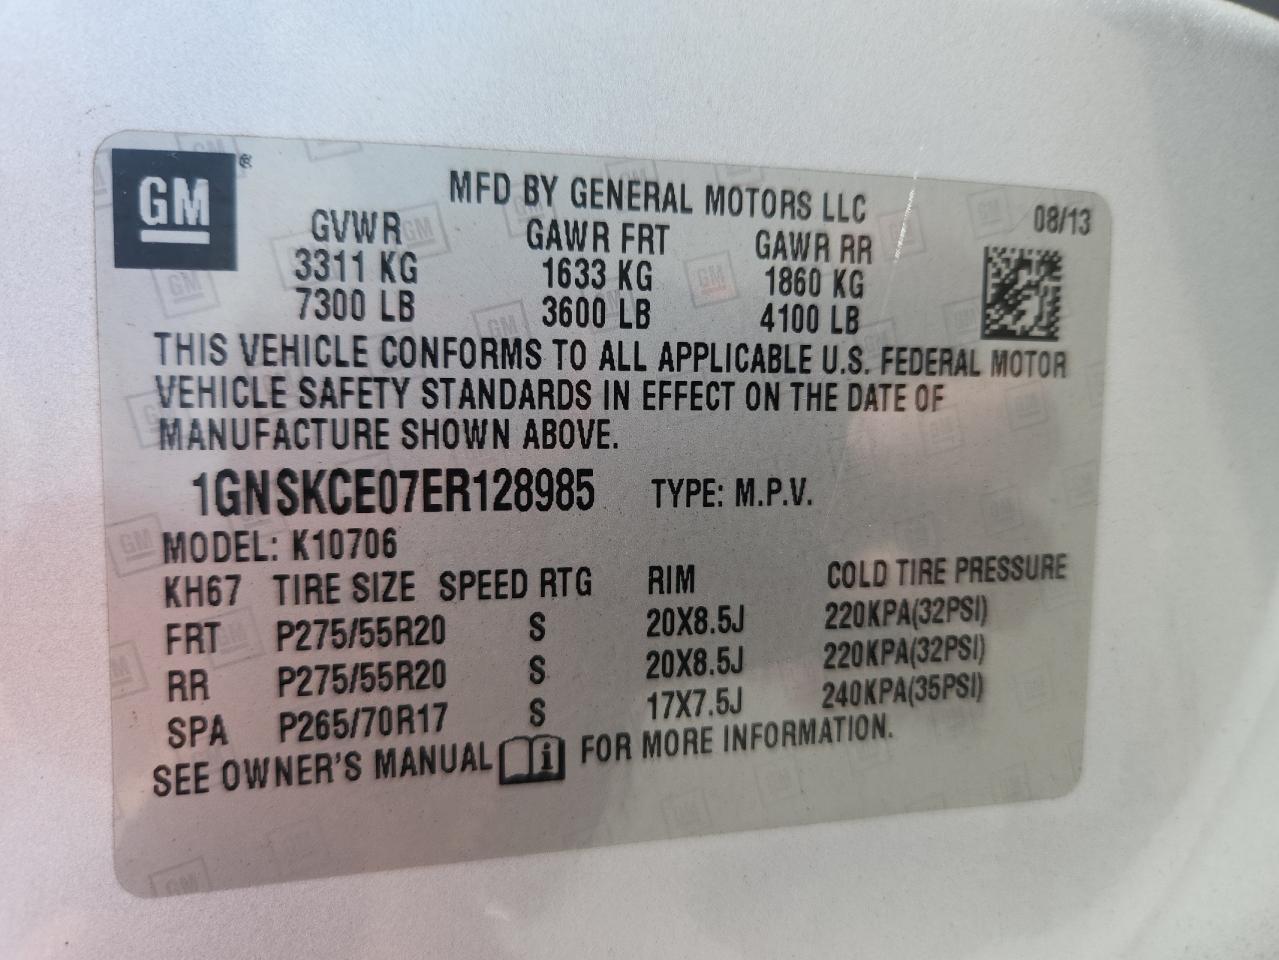 GM®
MFD BY GENERAL MOTORS LLC
08/13
GVWR GAWR FRT GAWR RR
3311 KG 1633 KG 1860 KG
7300 LB 3600 LB 4100 LB
THIS VEHICLE CONFORMS TO ALL APPLICABLE U.S. FEDERAL MOTOR
VEHICLE SAFETY STANDARDS IN EFFECT ON THE DATE OF
MANUFACTURE SHOWN ABOVE.
1GNSKCE07ER128985 TYPE: M.P.V.
MODEL: K10706
KH67 TIRE SIZE SPEED RTG RIM COLD TIRE PRESSURE
FRT P275/55R20 S 20X8.5J 220KPA(32PSI)
RR P275/55R20 S 20X8.5J 220KPA(32PSI)
SPA P265/70R17 S 17X7.5J 240KPA(35PSI)
SEE OWNER'S MANUAL i FOR MORE INFORMATION.